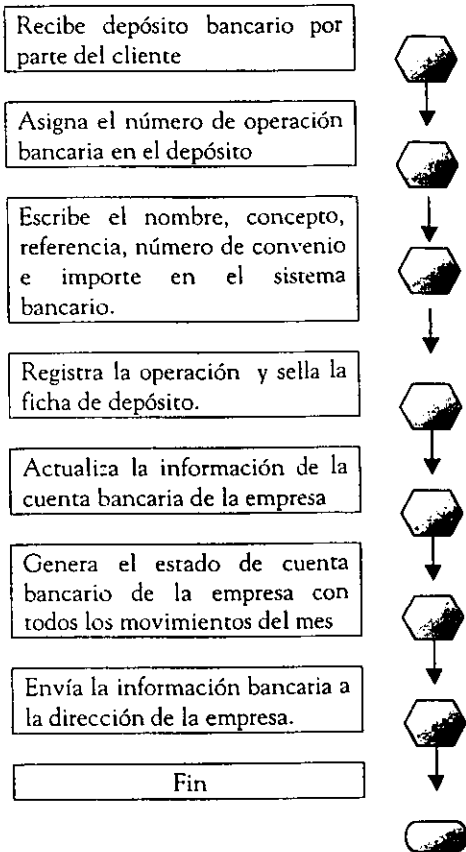 Recibe depósito bancario por
parte del cliente
Asigna el número de operación
bancaria en el depósito
Escribe el nombre, concepto,
referencia, número de convenio
e importe en el sistema
bancario.
Registra la operación y sella la
ficha de depósito.
Actualiza la información de la
cuenta bancaria de la empresa
Genera el estado de cuenta
bancario de la empresa con
todos los movimientos del mes
Envía la información bancaria a
la dirección de la empresa.
Fin